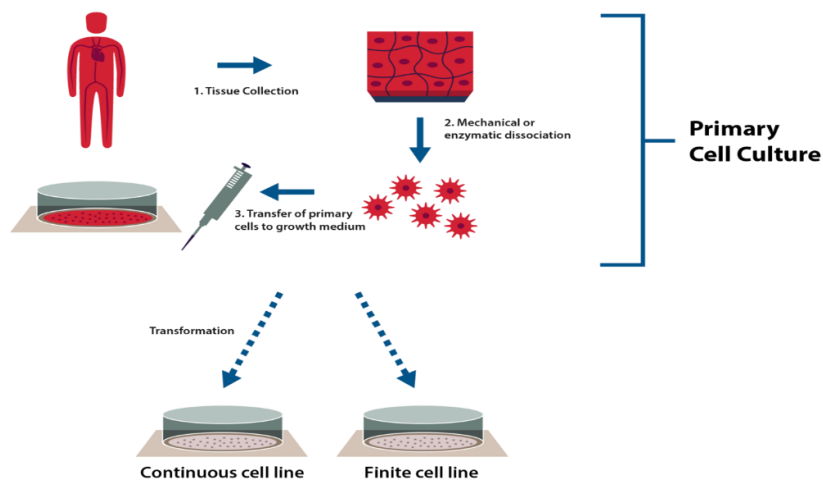 1. Tissue Collection
2. Mechanical or
enzymatic dissociation
Primary
Cell Culture
3. Transfer of primary
cells to growth medium
Transformation
Continuous cell line
Finite cell line